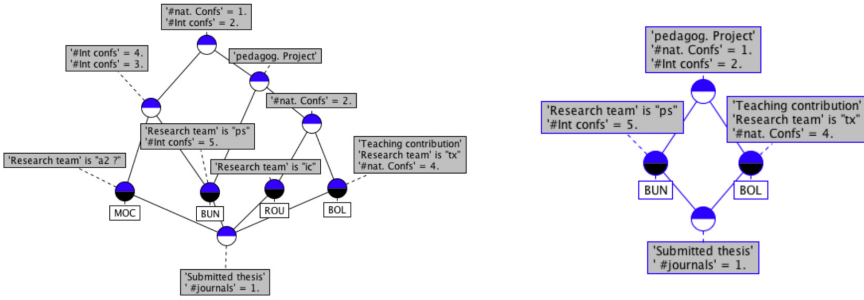 '#nat. Confs' = 1.
'#Int confs' = 2.
'#Int confs' = 4.
'#Int confs' = 3.
'pedagog. Project'
'#nat. Confs' = 2.
'Research team' is "ps"
'#Int confs' = 5.
'Teaching contribution'
'Research team' is "tx"
'#nat. Confs' = 4.
'Research team' is "a2 ?"
'Research team' is "ic"
MOC
BUN
ROU
BOL
'Submitted thesis'
' #journals' = 1.
'pedagog. Project'
'#nat. Confs' = 1.
'#Int confs' = 2.
'Research team' is "ps"
'#Int confs' = 5.
'Teaching contribution'
'Research team' is "tx"
'#nat. Confs' = 4.
BUN
BOL
'Submitted thesis'
' #journals' = 1.